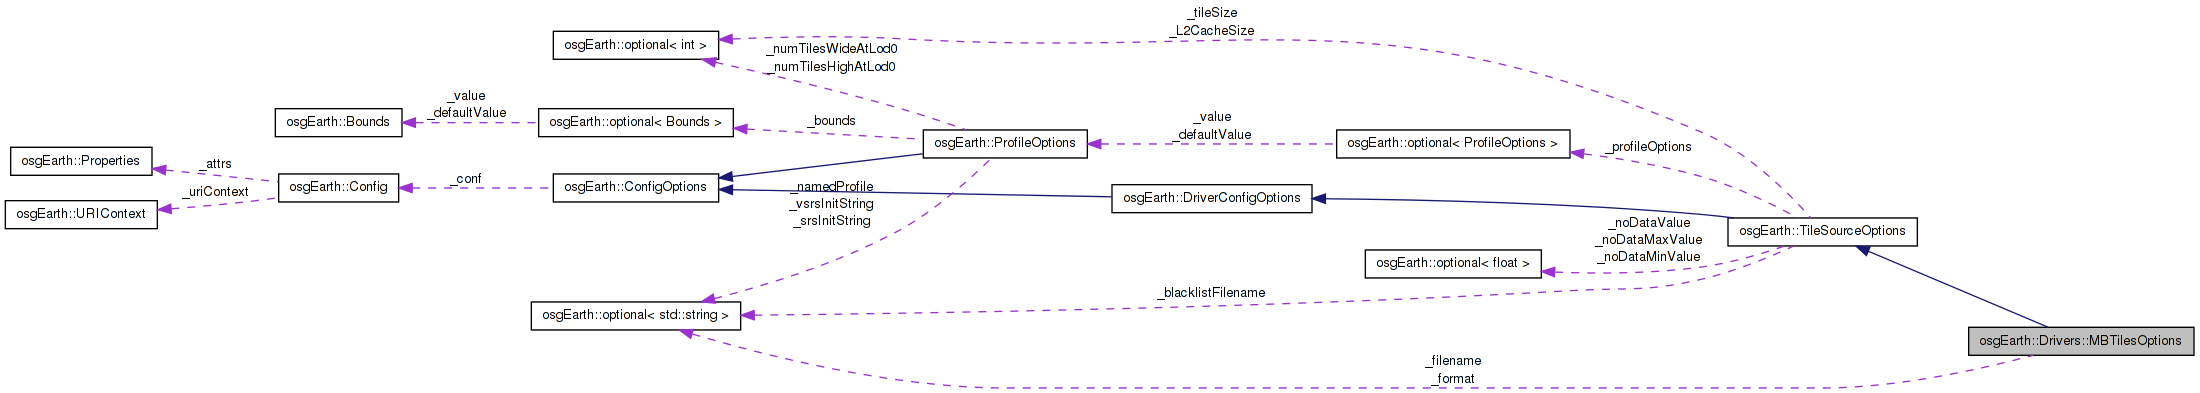 _tileSize
_L2CacheSize
osgEarth::optional< int >
_numTilesWideAtLod0
_numTilesHighAtLod0
_value
_defaultValue
osgEarth::Bounds
osgEarth::optional< Bounds >
_bounds
_value
_defaultValue
osgEarth::ProfileOptions
osgEarth::optional< ProfileOptions >
_profileOptions
osgEarth::Properties
_attrs
_uriContext
osgEarth::Config
_conf
osgEarth::ConfigOptions
_namedProfile
_vsrsInitString
_srsInitString
osgEarth::DriverConfigOptions
osgEarth::URIContext
_noDataValue
_noDataMaxValue
_noDataMinValue
osgEarth::TileSourceOptions
osgEarth::optional< float >
_blacklistFilename
osgEarth::optional< std::string >
osgEarth::Drivers::MBTilesOptions
_filename
_format